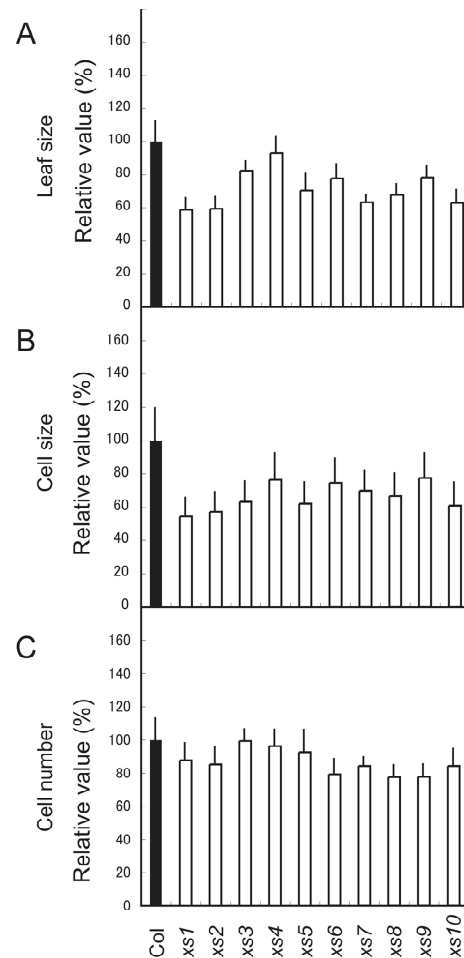 A
Leaf size
Relative value (%)
160
140
120
100
80
60
40
20
0
B
Cell size
Relative value (%)
160
140
120
100
80
60
40
20
0
C
Cell number
Relative value (%)
160
140
120
100
80
60
40
20
0
Col xs1 xs2 xs3 xs4 xs5 xs6 xs7 xs8 xs9 xs10